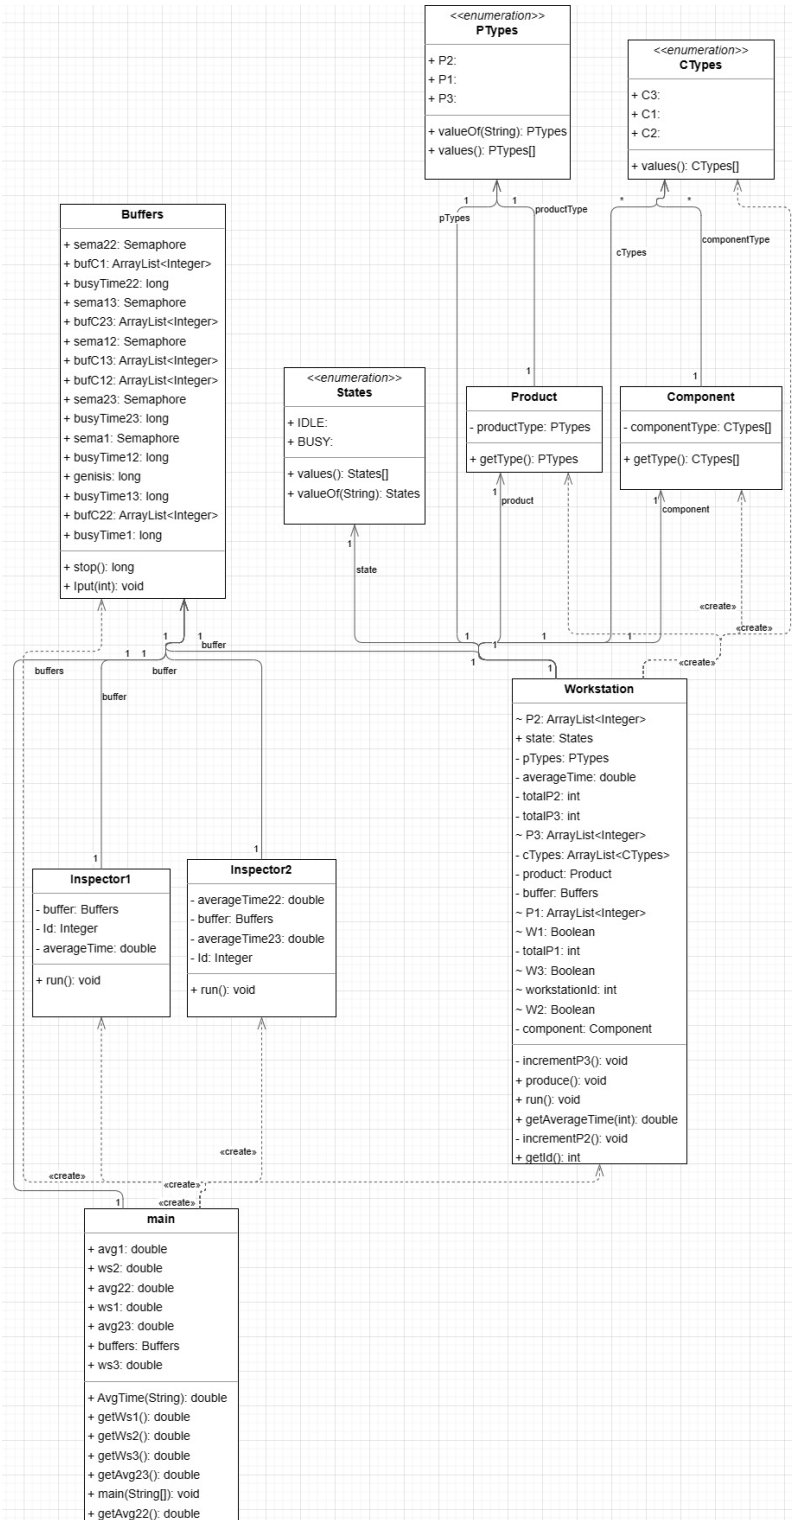 <<enumeration>>
PTypes
+ P2:
+ P1:
+ P3:
+ valueOf(String): PTypes
+ values(): PTypes[]
<<enumeration>>
CTypes
+ C3:
+ C1:
+ C2:
+ values(): CTypes[]
1
1
pTypes
productType
*
*
cTypes
componentType
Buffers
+ sema22: Semaphore
+ bufC1: ArrayList<Integer>
+ busyTime22: long
+ sema13: Semaphore
+ bufC23: ArrayList<Integer>
+ sema12: Semaphore
+ bufC13: ArrayList<Integer>
+ bufC12: ArrayList<Integer>
+ sema23: Semaphore
+ busyTime23: long
+ sema1: Semaphore
+ busyTime12: long
+ genisis: long
+ busyTime13: long
+ bufC22: ArrayList<Integer>
+ busyTime1: long
+ stop(): long
+ Iput(int): void
<<enumeration>>
States
+ IDLE:
+ BUSY:
+ values(): States[]
+ valueOf(String): States
1
Product
- productType: PTypes
+ getType(): PTypes
1
Component
- componentType: CTypes[]
+ getType(): CTypes[]
1
product
1
component
1
state
«create»
«create»
«create»
1
1
buffer
1
1
1
1
1
1
1
1
buffers
buffer
buffer
Workstation
~ P2: ArrayList<Integer>
+ state: States
- pTypes: PTypes
- averageTime: double
- totalP2: int
- totalP3: int
~ P3: ArrayList<Integer>
- cTypes: ArrayList<CTypes>
- product: Product
- buffer: Buffers
~ P1: ArrayList<Integer>
~ W1: Boolean
- totalP1: int
~ W3: Boolean
~ workstationId: int
~ W2: Boolean
- component: Component
- incrementP3(): void
+ produce(): void
+ run(): void
+ getAverageTime(int): double
- incrementP2(): void
+ getId(): int
1
Inspector1
- buffer: Buffers
- Id: Integer
- averageTime: double
+ run(): void
1
Inspector2
- averageTime22: double
- buffer: Buffers
- averageTime23: double
- Id: Integer
+ run(): void
«create»
«create»
«create»
«create»
1
main
+ avg1: double
+ ws2: double
+ avg22: double
+ ws1: double
+ avg23: double
+ buffers: Buffers
+ ws3: double
+ AvgTime(String): double
+ getWs1(): double
+ getWs2(): double
+ getWs3(): double
+ getAvg23(): double
+ main(String[]): void
+ getAvg22(): double